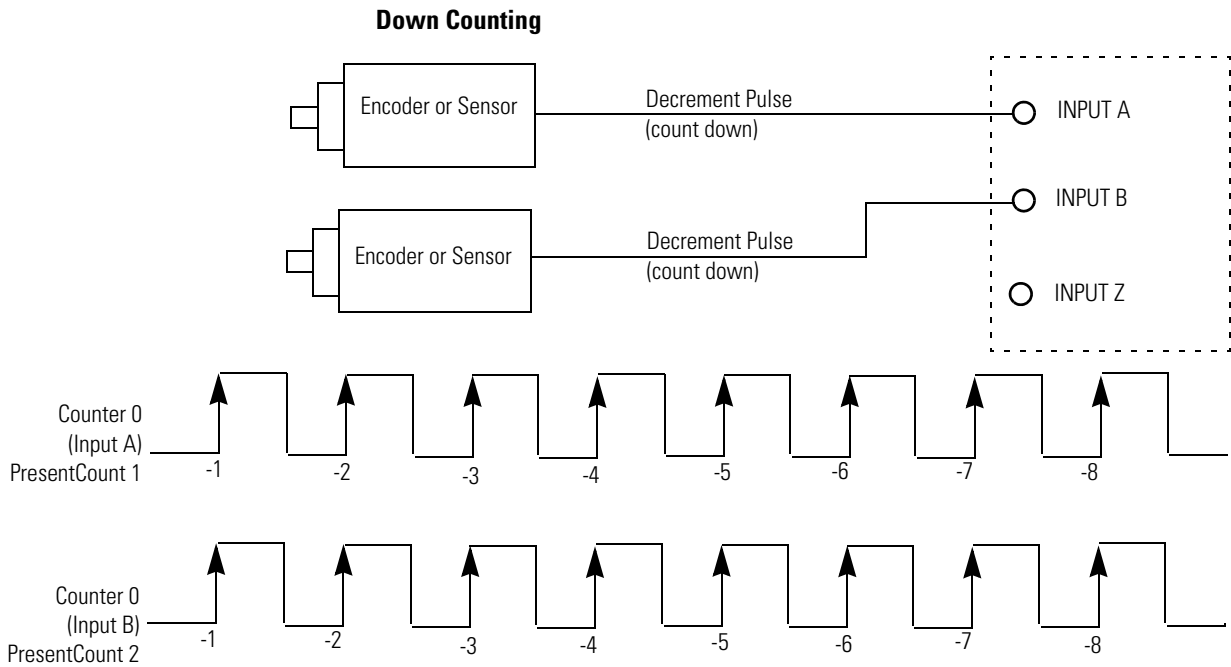 Down Counting
Encoder or Sensor
Decrement Pulse
(count down)
INPUT A
Encoder or Sensor
Decrement Pulse
(count down)
INPUT B
INPUT Z
Counter 0
(Input A)
PresentCount 1
-1 -2 -3 -4 -5 -6 -7 -8
Counter 0
(Input B)
PresentCount 2
-1 -2 -3 -4 -5 -6 -7 -8